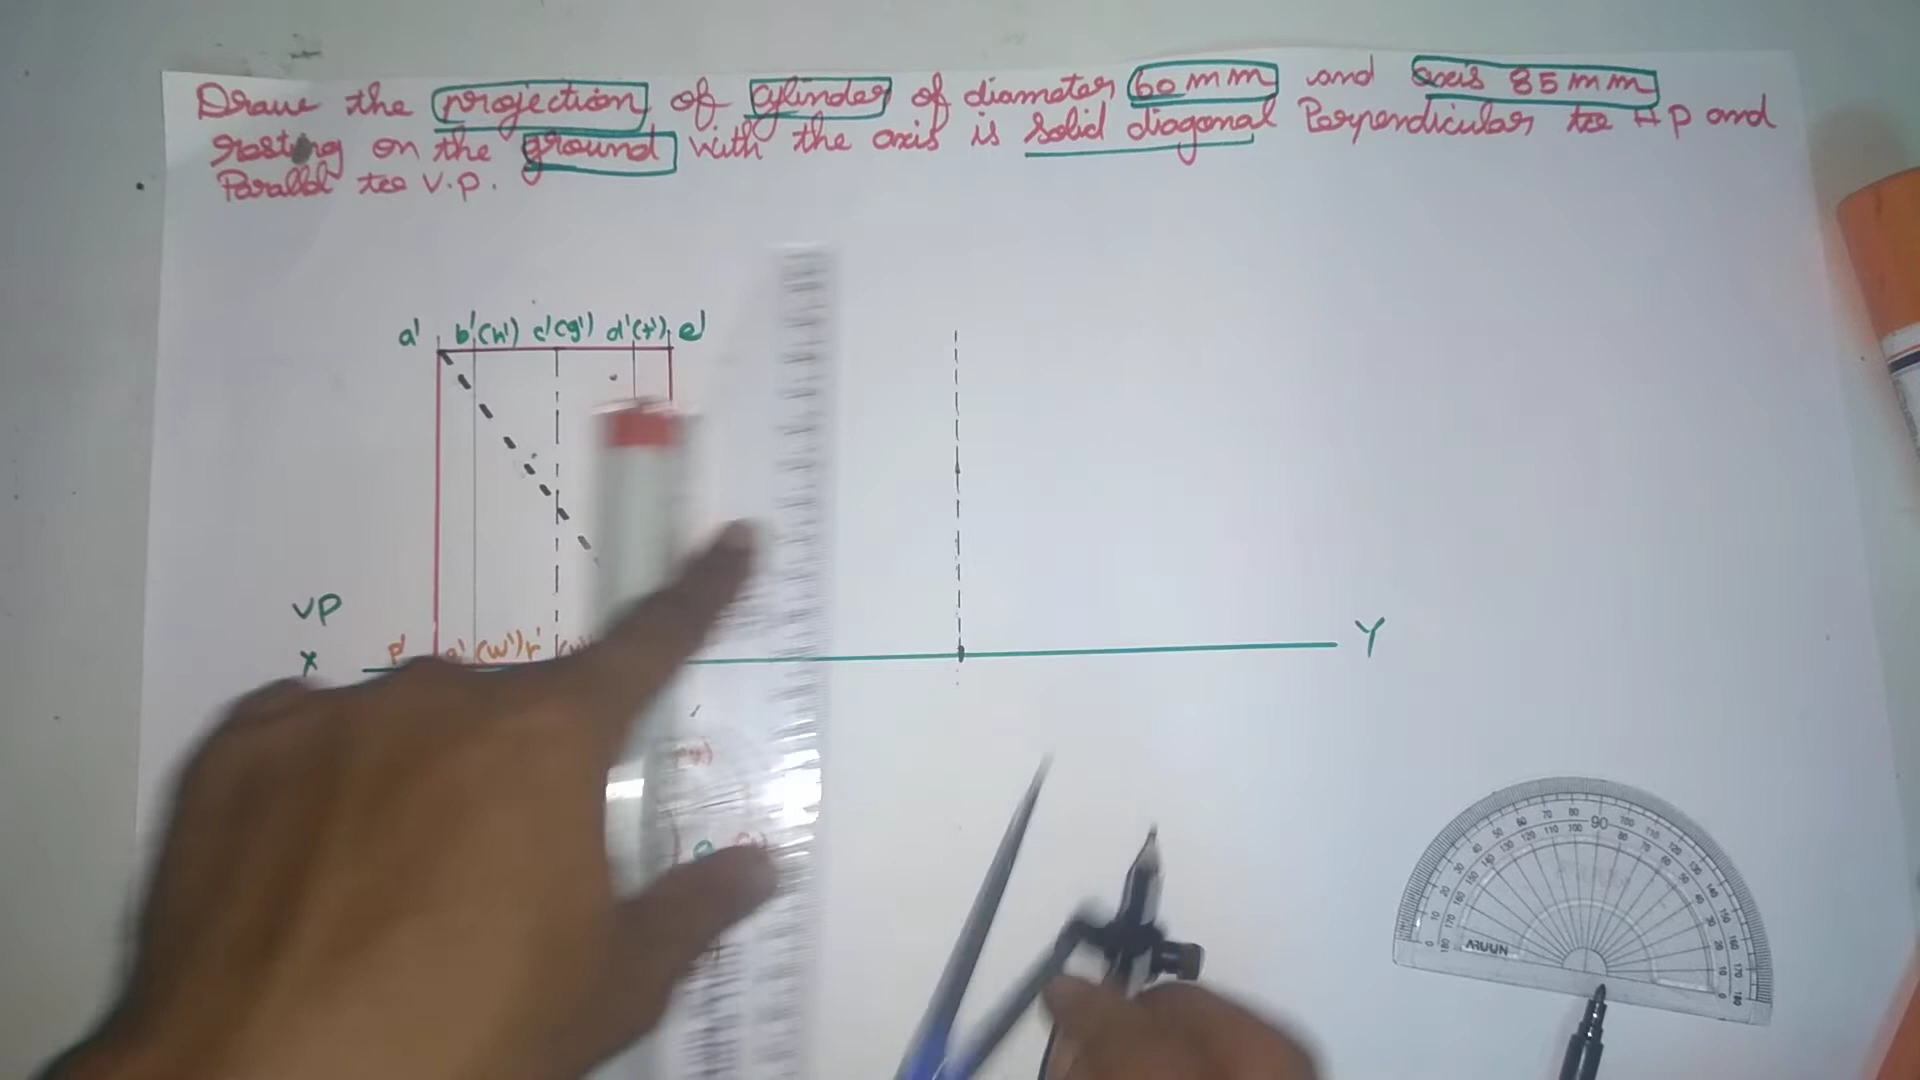 Draw the projection of cylinder of diameter 60 mm and axis 85 mm
resting on the ground with the axis is solid diagonal Perpendicular to HP and
Parallel to V.P.
a' b'(h') c'(g') d'(f') e'
VP
X p' (w') r' Y
90
ARUUN